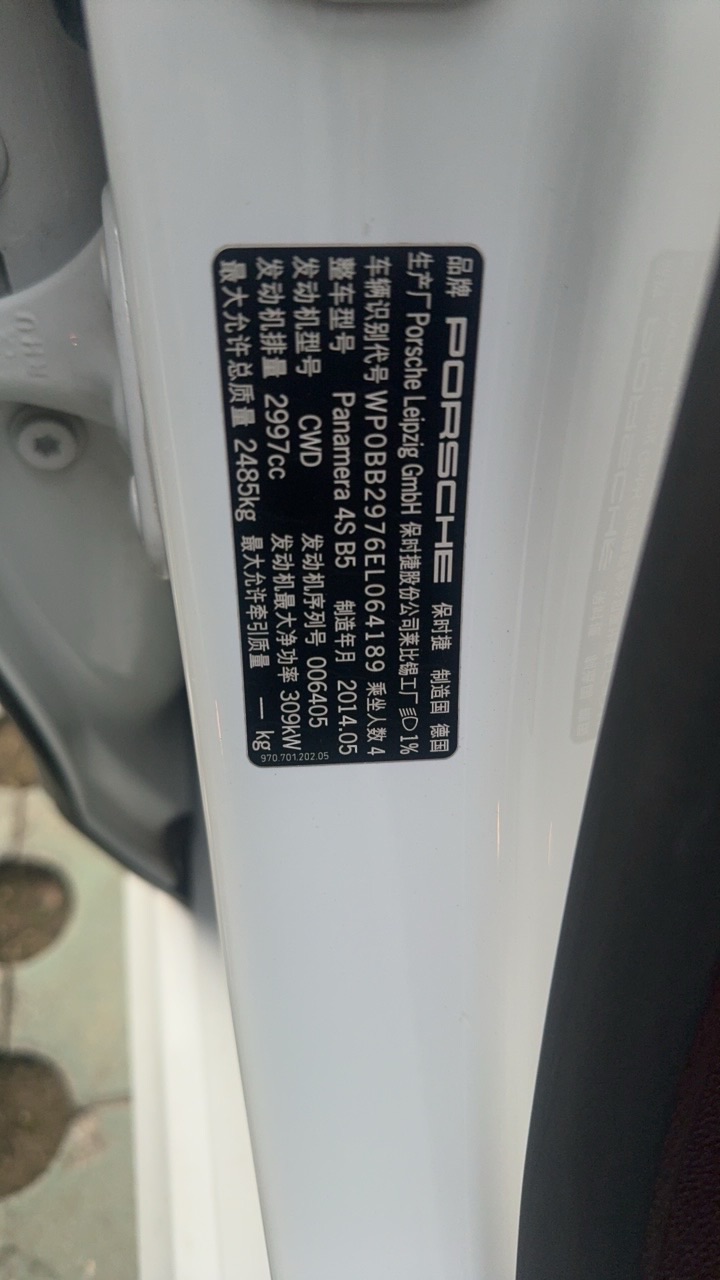 品牌 PORSCHE 保时捷 制造国 德国
生产厂 Porsche Leipzig GmbH 保时捷股份公司莱比锡工厂 1%
车辆识别代号 WP0BB2976EL064189 乘坐人数 4
整车型号 Panamera 4S B5 制造年月 2014.05
发动机型号 CWD 发动机序列号 006405
发动机排量 2997cc 发动机最大净功率 309kW
最大允许总质量 2485kg 最大允许牵引质量 — kg
970.701.202.05